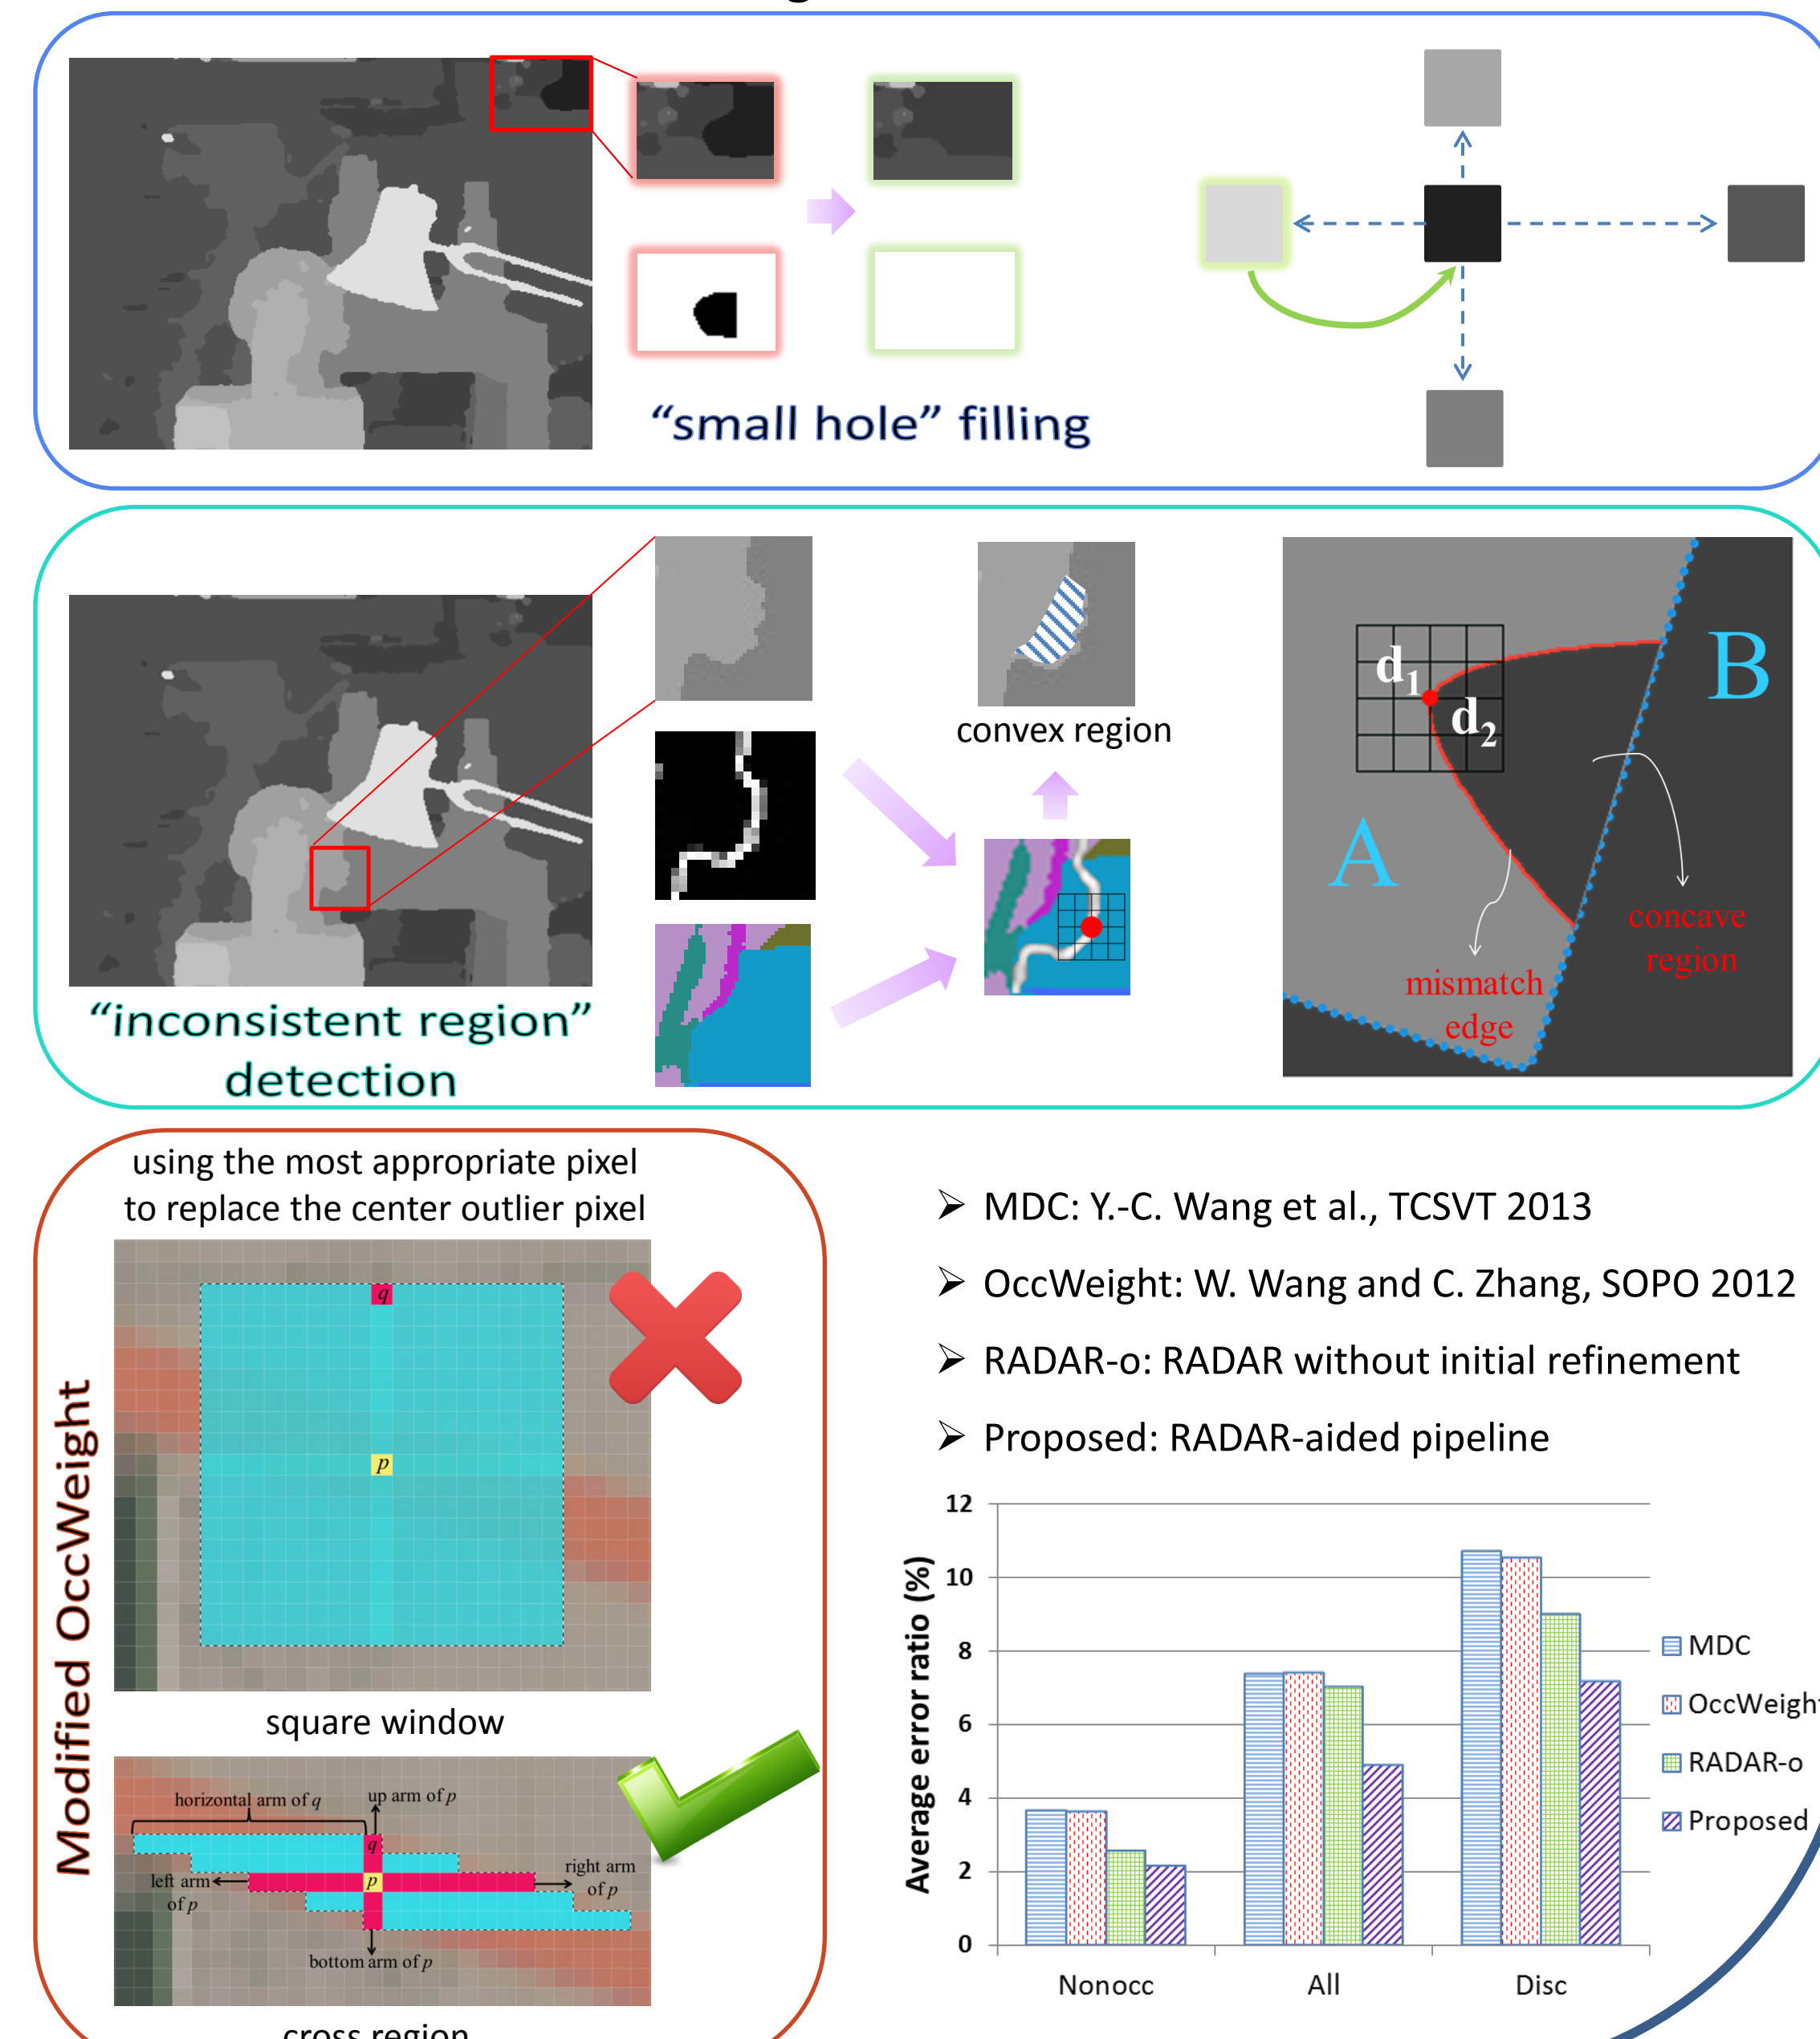 “small hole” filling
convex region
d1
d2
A
B
mismatch
edge
concave
region
“inconsistent region”
detection
using the most appropriate pixel
to replace the center outlier pixel
Modified OccWeight
q
p
square window
horizontal arm of q
up arm of p
q
p
left arm
of p
right arm
of p
bottom arm of p
cross region
➢ MDC: Y.-C. Wang et al., TCSVT 2013
➢ OccWeight: W. Wang and C. Zhang, SOPO 2012
➢ RADAR-o: RADAR without initial refinement
➢ Proposed: RADAR-aided pipeline
Average error ratio (%)
12
10
8
6
4
2
0
Nonocc
All
Disc
MDC
OccWeight
RADAR-o
Proposed